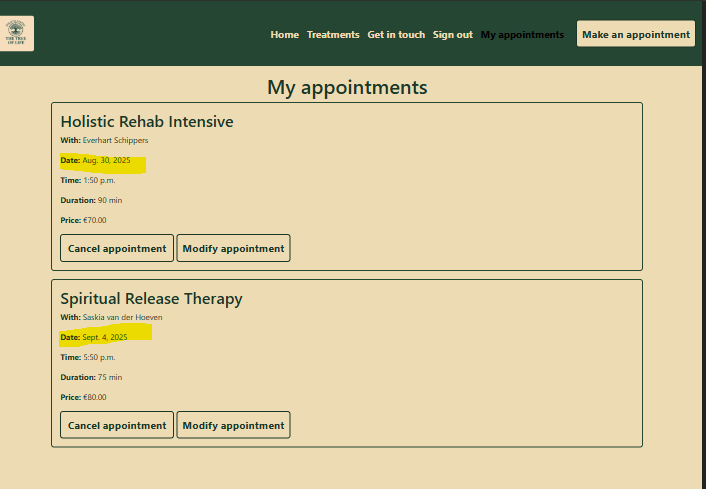 THE TREE
OF LIFE
Home Treatments Get in touch Sign out My appointments Make an appointment
My appointments
Holistic Rehab Intensive
With: Everhart Schippers
Date: Aug. 30, 2025
Time: 1:50 p.m.
Duration: 90 min
Price: €70.00
Cancel appointment Modify appointment
Spiritual Release Therapy
With: Saskia van der Hoeven
Date: Sept. 4, 2025
Time: 5:50 p.m.
Duration: 75 min
Price: €80.00
Cancel appointment Modify appointment